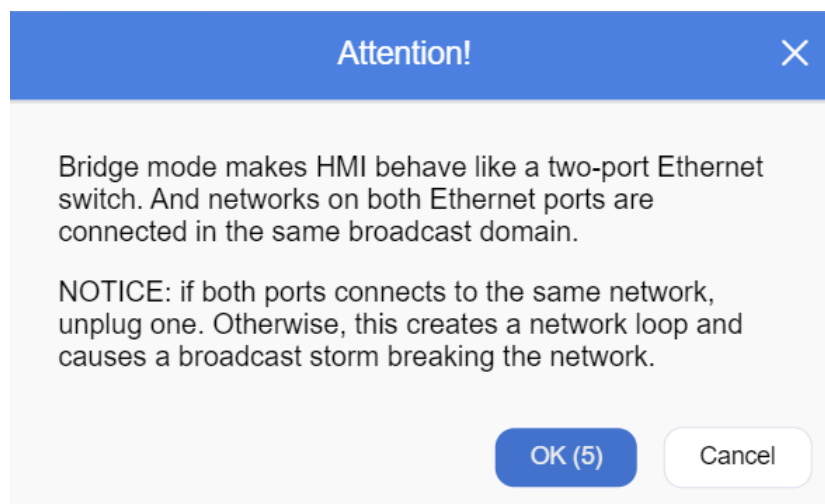 Attention!
Bridge mode makes HMI behave like a two-port Ethernet
switch. And networks on both Ethernet ports are
connected in the same broadcast domain.
NOTICE: if both ports connects to the same network,
unplug one. Otherwise, this creates a network loop and
causes a broadcast storm breaking the network.
OK (5) Cancel